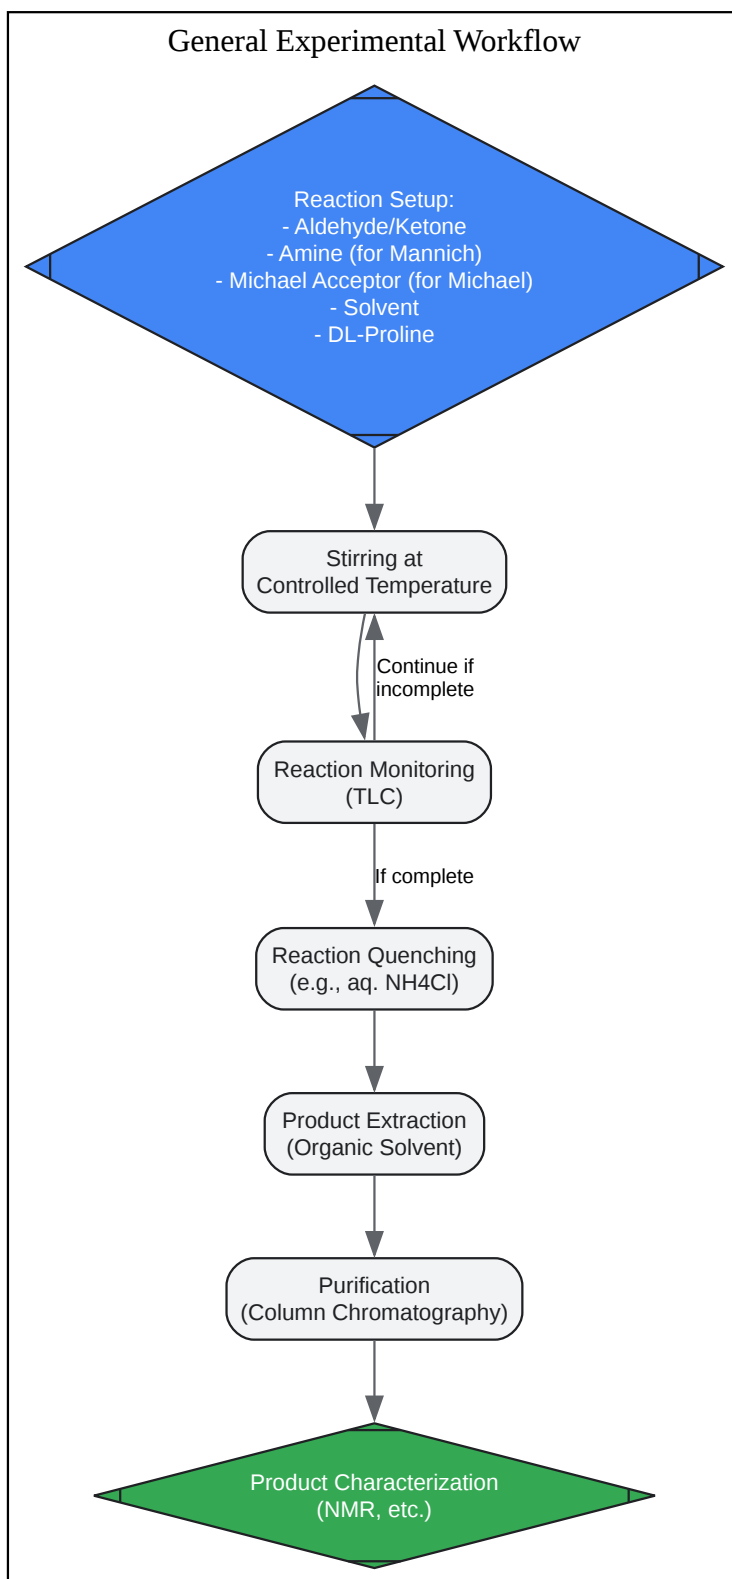 General Experimental Workflow
Reaction Setup:
- Aldehyde/Ketone
- Amine (for Mannich)
- Michael Acceptor (for Michael)
- Solvent
- DL-Proline
Stirring at
Controlled Temperature
Continue if
incomplete
Reaction Monitoring
(TLC)
If complete
Reaction Quenching
(e.g., aq. NH4Cl)
Product Extraction
(Organic Solvent)
Purification
(Column Chromatography)
Product Characterization
(NMR, etc.)